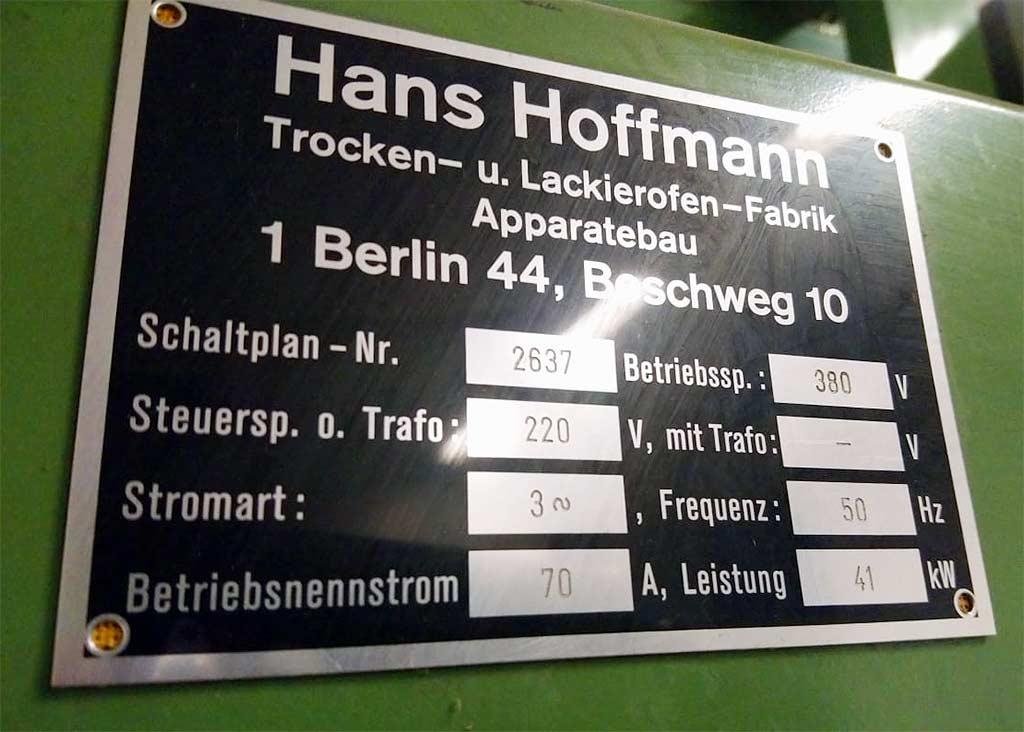 Hans Hoffmann
Trocken- u. Lackierofen-Fabrik
Apparatebau
1 Berlin 44, Boschweg 10
Schaltplan-Nr. 2637 Betriebssp.: 380 V
Steuersp. o. Trafo: 220 V, mit Trafo: – V
Stromart: 3~, Frequenz: 50 Hz
Betriebsnennstrom 70 A, Leistung 41 kW